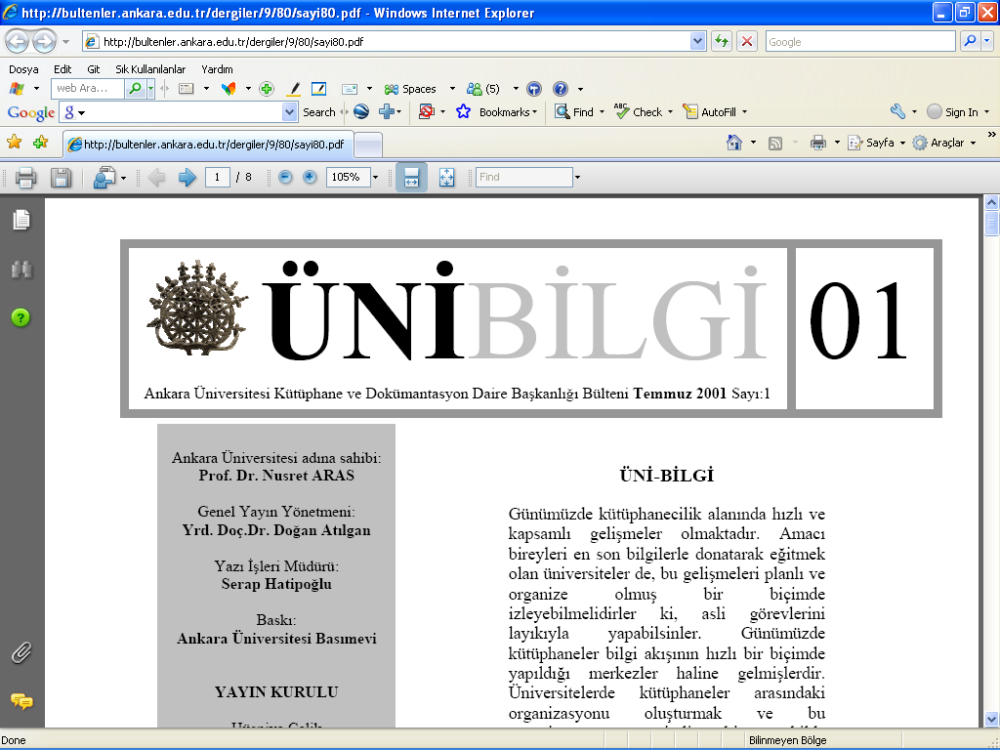 http://bultenler.ankara.edu.tr/dergiler/9/80/sayi80.pdf - Windows Internet Explorer
http://bultenler.ankara.edu.tr/dergiler/9/80/sayi80.pdf
Google
Dosya Edit Git Sık Kullanılanlar Yardım
web Ara... Spaces (5)
Google g Search Bookmarks Find ABC Check AutoFill Sign In
http://bultenler.ankara.edu.tr/dergiler/9/80/sayi80.pdf Sayfa Araçlar
1 / 8 105% Find
ÜNİBİLGİ 01
Ankara Üniversitesi Kütüphane ve Dokümantasyon Daire Başkanlığı Bülteni Temmuz 2001 Sayı:1
Ankara Üniversitesi adına sahibi:
Prof. Dr. Nusret ARAS
Genel Yayın Yönetmeni:
Yrd. Doç.Dr. Doğan Atılgan
Yazı İşleri Müdürü:
Serap Hatipoğlu
Baskı:
Ankara Üniversitesi Basımevi
YAYIN KURULU
ÜNİ-BİLGİ
Günümüzde kütüphanecilik alanında hızlı ve
kapsamlı gelişmeler olmaktadır. Amacı
bireyleri en son bilgilerle donatarak eğitmek
olan üniversiteler de, bu gelişmeleri planlı ve
organize olmuş bir biçimde
izleyebilmelidirler ki, asli görevlerini
layıkıyla yapabilsinler. Günümüzde
kütüphaneler bilgi akışının hızlı bir biçimde
yapıldığı merkezler haline gelmişlerdir.
Üniversitelerde kütüphaneler arasındaki
organizasyonu oluşturmak ve bu
Done Bilinmeyen Bölge